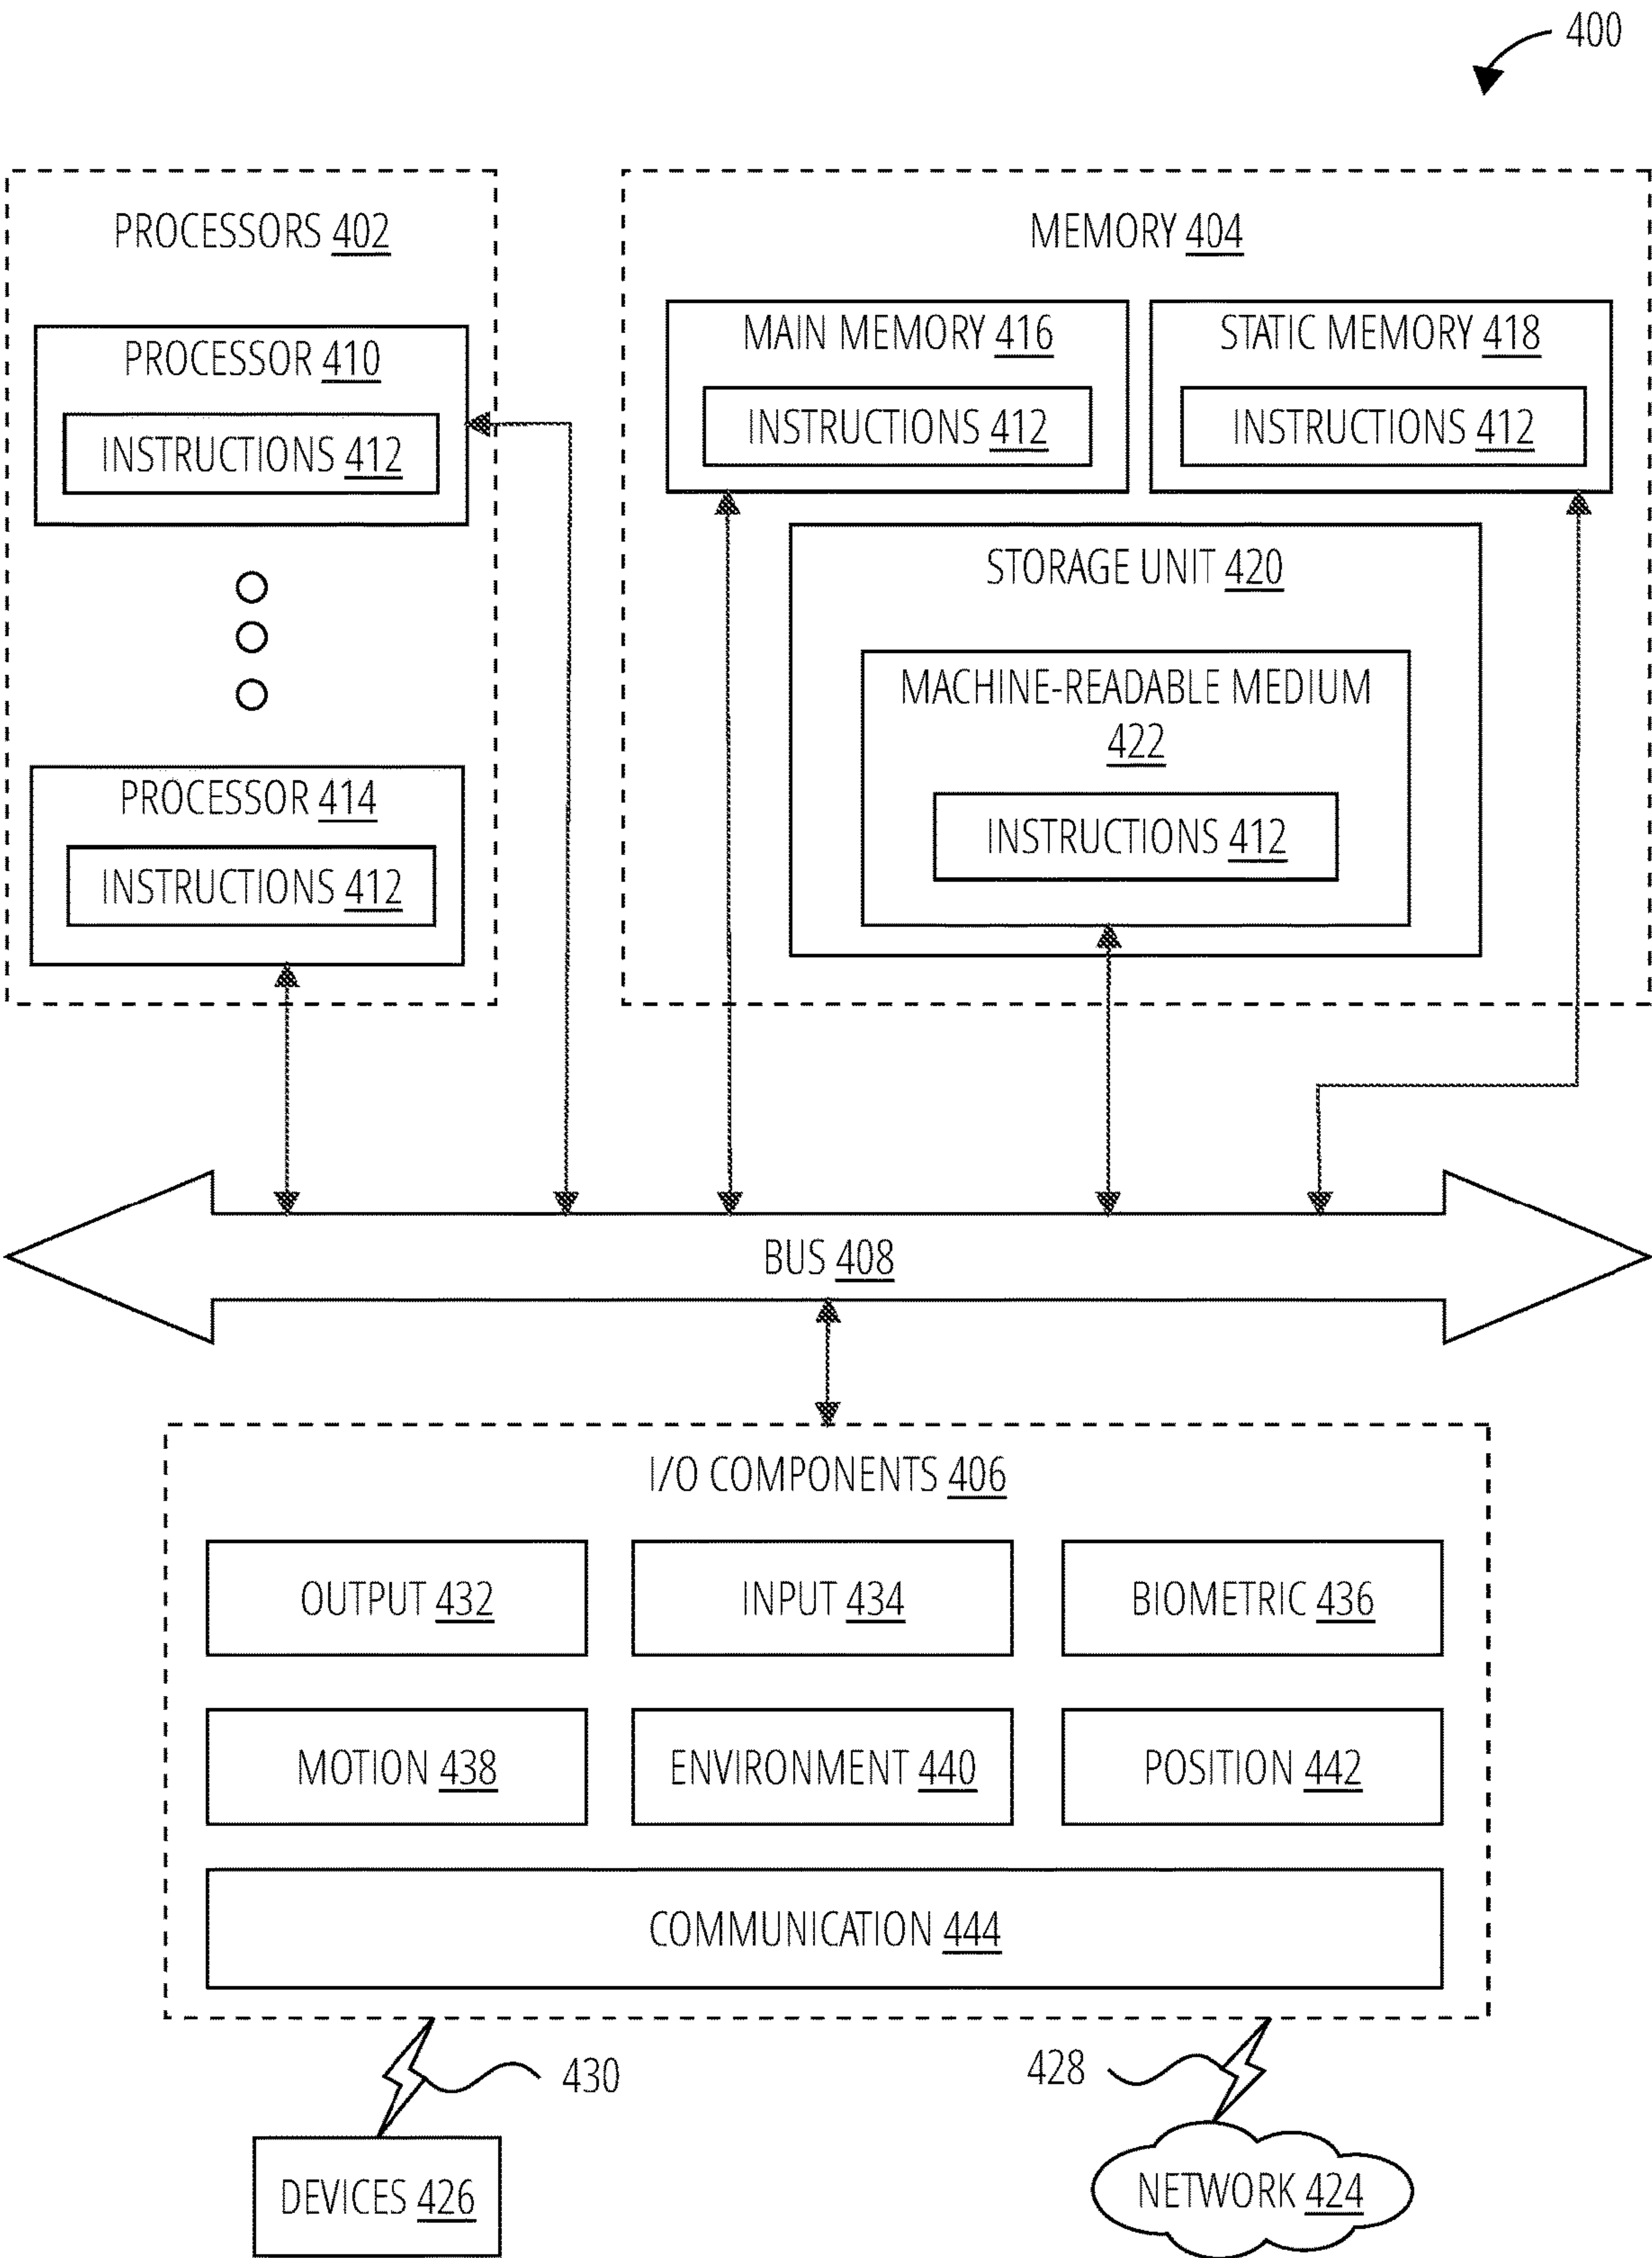 400
PROCESSORS 402
MEMORY 404
PROCESSOR 410
INSTRUCTIONS 412
MAIN MEMORY 416
INSTRUCTIONS 412
STATIC MEMORY 418
INSTRUCTIONS 412
STORAGE UNIT 420
MACHINE-READABLE MEDIUM
422
INSTRUCTIONS 412
PROCESSOR 414
INSTRUCTIONS 412
BUS 408
I/O COMPONENTS 406
OUTPUT 432
INPUT 434
BIOMETRIC 436
MOTION 438
ENVIRONMENT 440
POSITION 442
COMMUNICATION 444
430
428
DEVICES 426
NETWORK 424